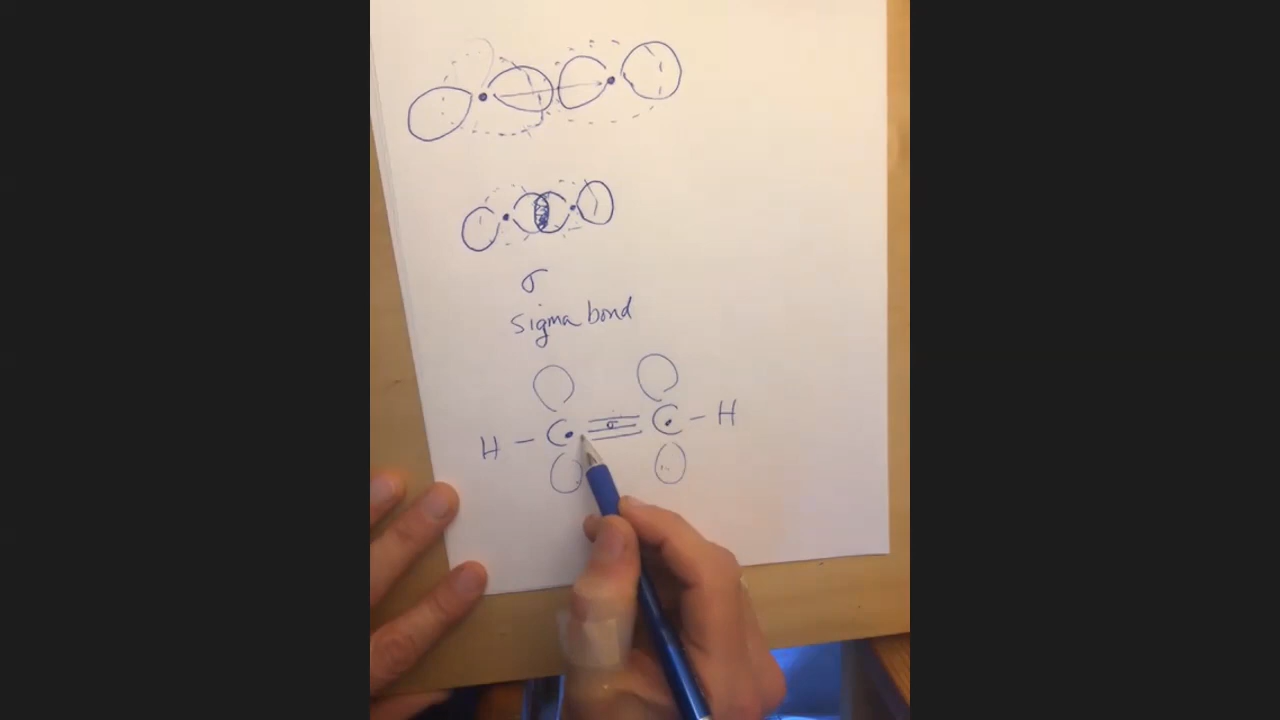 σ
sigma bond
H - C ≡ C - H
σ